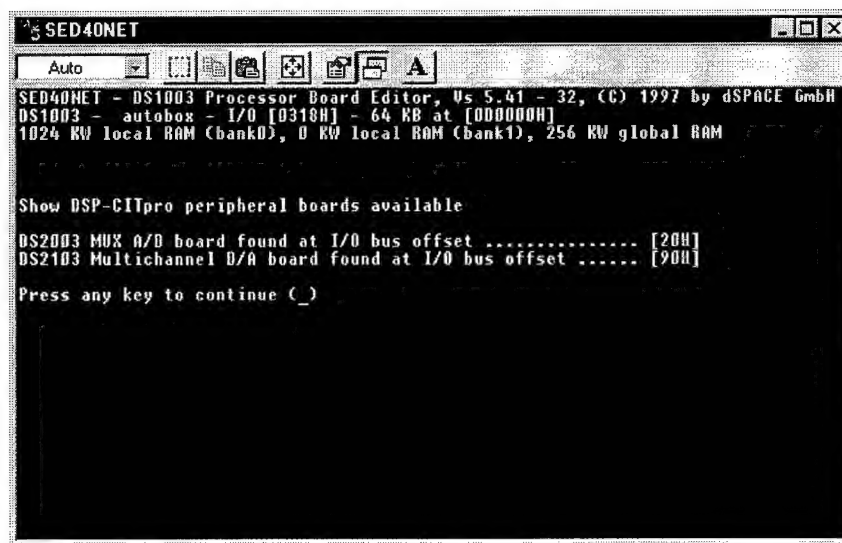 SED40NET
Auto
A
SED40NET - DS1003 Processor Board Editor, Vs 5.41 - 32, (C) 1997 by dSPACE GmbH
DS1003 - autobox - I/O [0318H] - 64 KB at [0D0000H]
1024 KW local RAM (bank0), 0 KW local RAM (bank1), 256 KW global RAM
Show DSP-CITpro peripheral boards available
DS2003 MUX A/D board found at I/O bus offset ............... [20H]
DS2103 Multichannel D/A board found at I/O bus offset ...... [90H]
Press any key to continue (_)